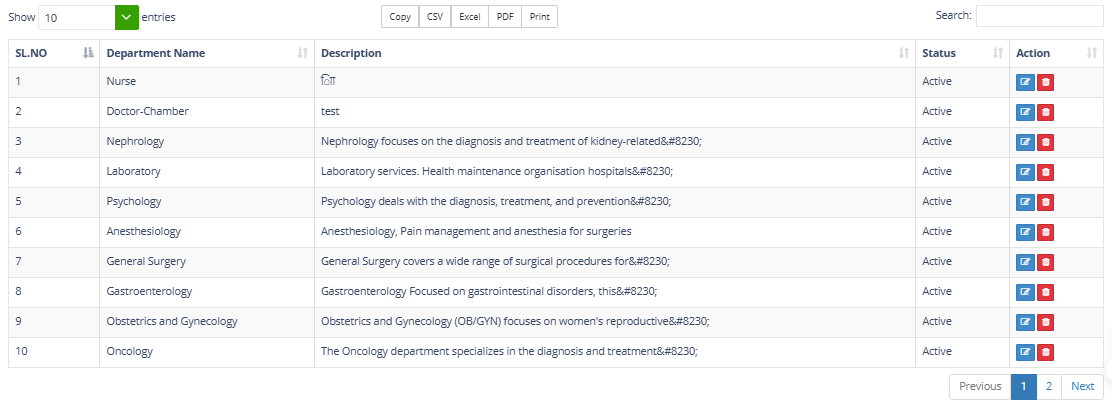 Show 10 entries Copy CSV Excel PDF Print Search:
SL.NO Department Name Description Status Action
1 Nurse Active
2 Doctor-Chamber test Active
3 Nephrology Nephrology focuses on the diagnosis and treatment of kidney-related&#8230; Active
4 Laboratory Laboratory services. Health maintenance organisation hospitals&#8230; Active
5 Psychology Psychology deals with the diagnosis, treatment, and prevention&#8230; Active
6 Anesthesiology Anesthesiology, Pain management and anesthesia for surgeries Active
7 General Surgery General Surgery covers a wide range of surgical procedures for&#8230; Active
8 Gastroenterology Gastroenterology Focused on gastrointestinal disorders, this&#8230; Active
9 Obstetrics and Gynecology Obstetrics and Gynecology (OB/GYN) focuses on women's reproductive&#8230; Active
10 Oncology The Oncology department specializes in the diagnosis and treatment&#8230; Active
Previous 1 2 Next